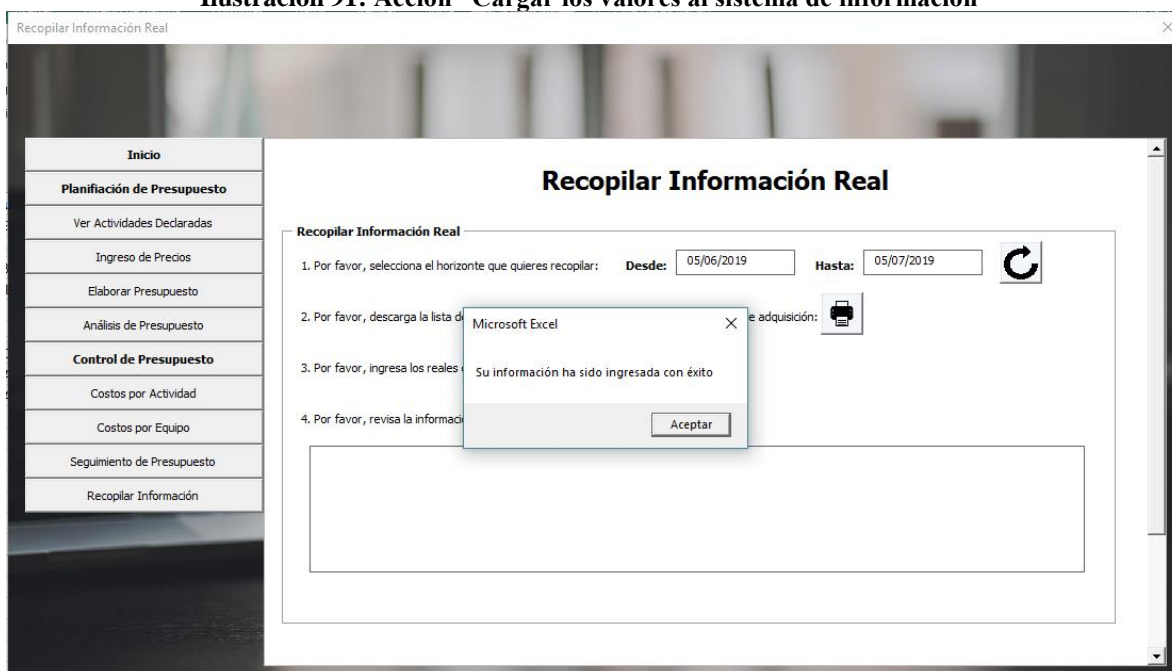 Ilustración 91: Acción "Cargar los valores al sistema de información"
Recopilar Información Real
Inicio
Planifiación de Presupuesto
Ver Actividades Declaradas
Ingreso de Precios
Elaborar Presupuesto
Análisis de Presupuesto
Control de Presupuesto
Costos por Actividad
Costos por Equipo
Seguimiento de Presupuesto
Recopilar Información
Recopilar Información Real
Recopilar Información Real
1. Por favor, selecciona el horizonte que quieres recopilar: Desde: 05/06/2019 Hasta: 05/07/2019
2. Por favor, descarga la lista de adquisición:
3. Por favor, ingresa los reales
4. Por favor, revisa la
Microsoft Excel
Su información ha sido ingresada con éxito
Aceptar